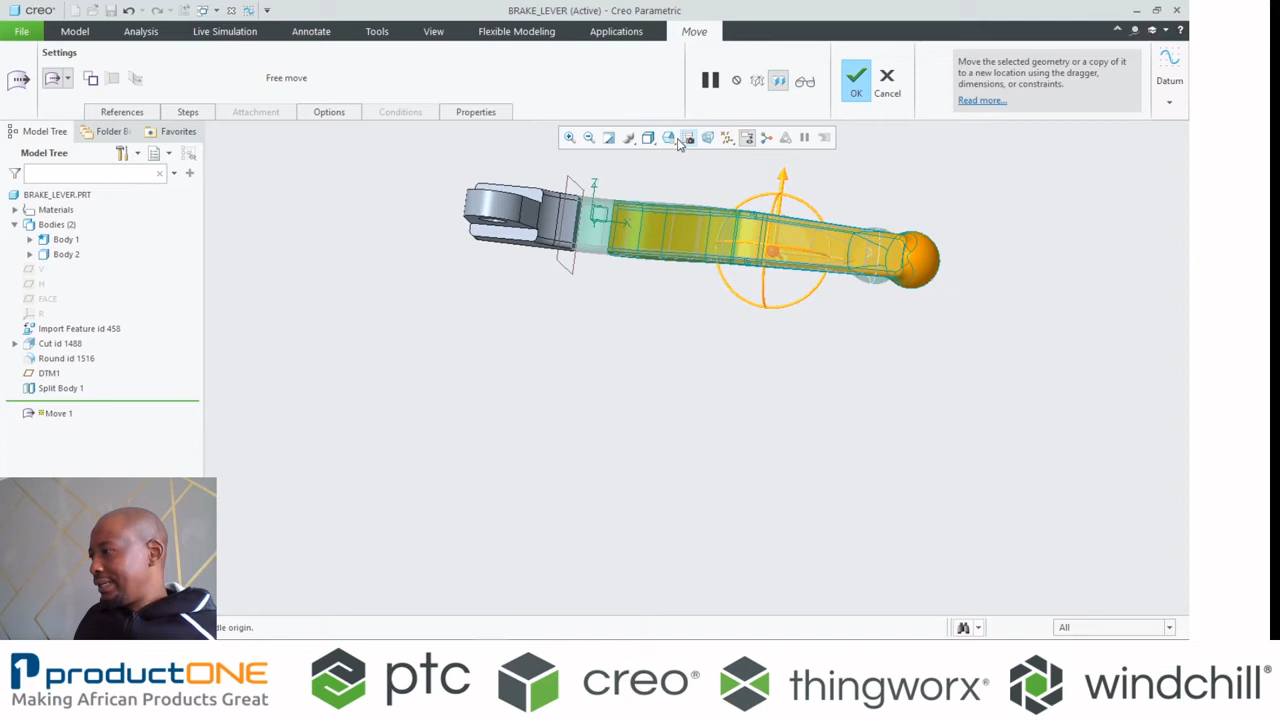 creo°
BRAKE_LEVER (Active) - Creo Parametric
File Model Analysis Live Simulation Annotate Tools View Flexible Modeling Applications Move
Settings
Free move
OK
Cancel
Move the selected geometry or a copy of it to a new location using the dragger, dimensions, or constraints.
Read more...
Datum
References Steps Attachment Options Conditions Properties
Model Tree Folder B Favorites
Model Tree
BRAKE_LEVER.PRT
Materials
Bodies (2)
Body 1
Body 2
V
H
FACE
R
Import Feature id 458
Cut id 1488
Round id 1516
DTM1
Split Body 1
Move 1
Z
X
dle origin.
All
productONE
Making African Products Great
ptc
creo®
thingworx®
windchill®